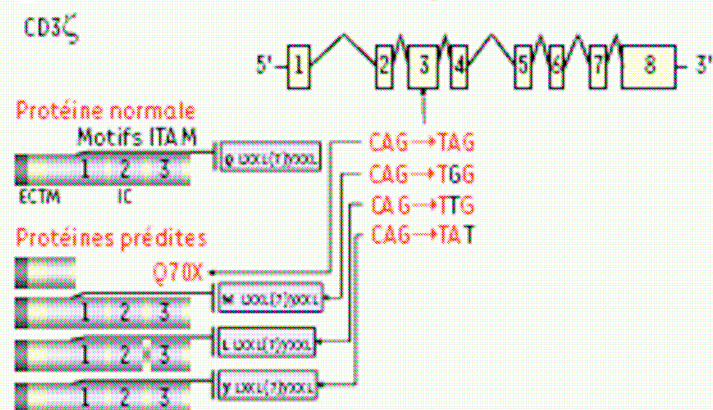 CD3ζ
5' 1 2 3 4 5 6 7 8 3'
Protéine normale
Motifs ITAM
1 2 3
ECTM IC
CAG→TAG
CAG→TGG
CAG→TTG
CAG→TAT
Protéines prédites
Q70X
1 2 3
W
1 2 × 3
L
1 2 3
y